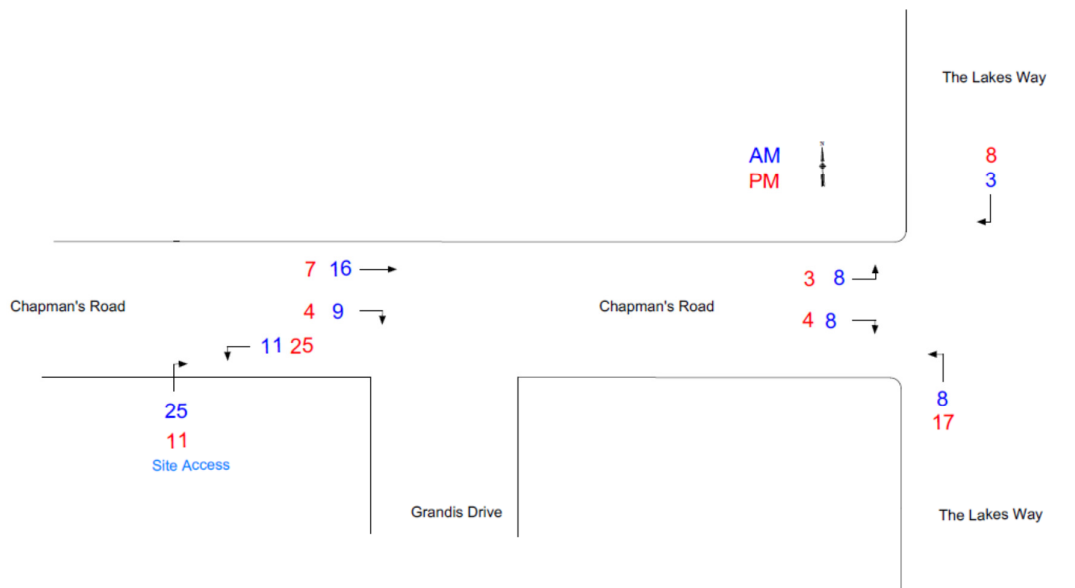 The Lakes Way
AM
PM
N
8
3
7 16
3 8
Chapman's Road
Chapman's Road
4 9
4 8
11 25
25
11
Site Access
8
17
Grandis Drive
The Lakes Way